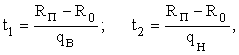 t₁ = (R_П − R₀) / q_В ;  t₂ = (R_П − R₀) / q_Н ,